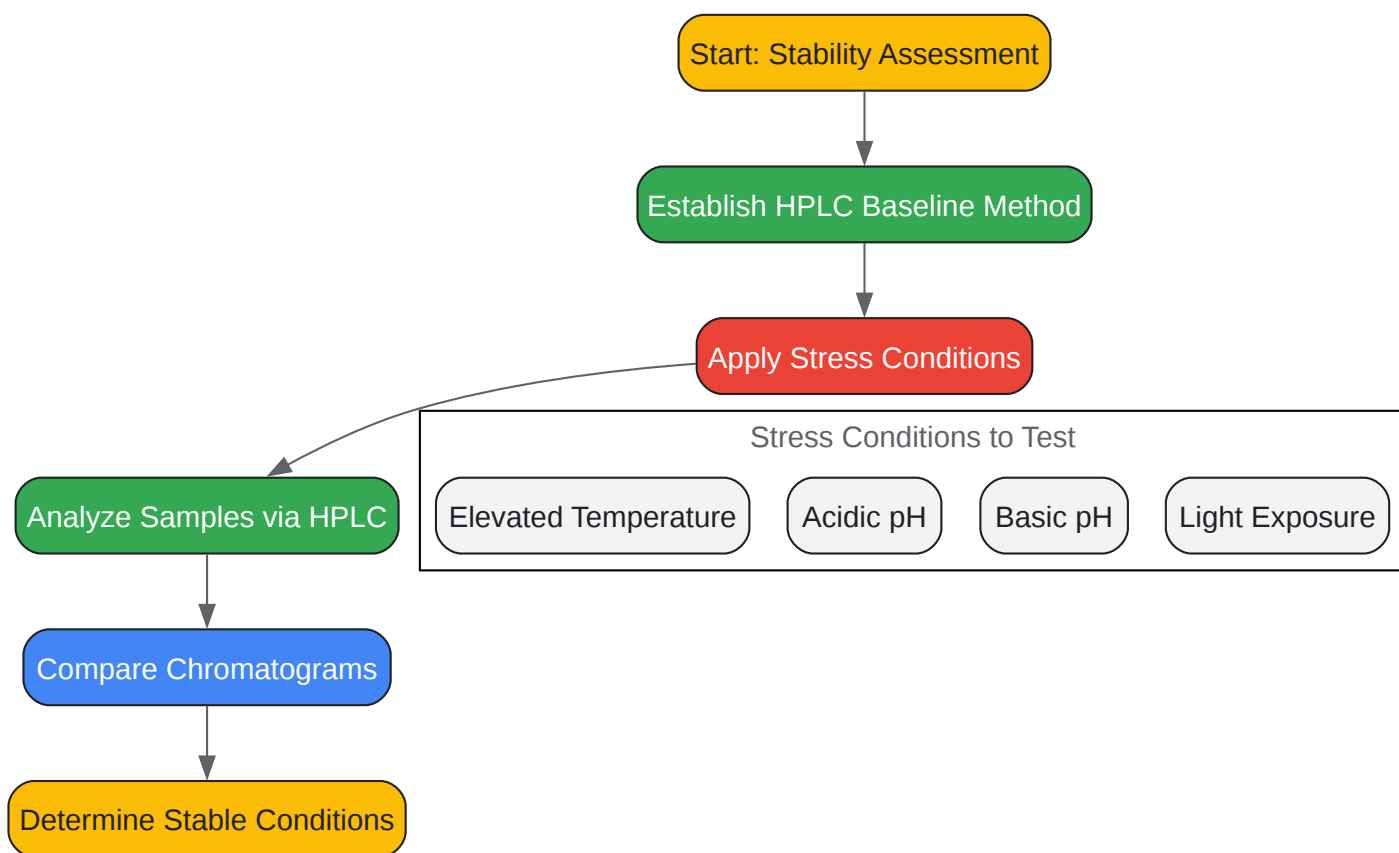 Start: Stability Assessment
Establish HPLC Baseline Method
Apply Stress Conditions
Stress Conditions to Test
Analyze Samples via HPLC
Elevated Temperature
Acidic pH
Basic pH
Light Exposure
Compare Chromatograms
Determine Stable Conditions